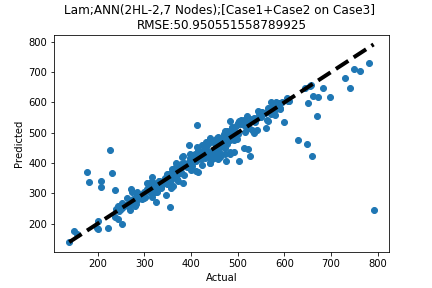 Lam;ANN(2HL-2,7 Nodes);[Case1+Case2 on Case3]
RMSE:50.950551558789925
800
700
600
500
400
300
200
Predicted
200 300 400 500 600 700 800
Actual